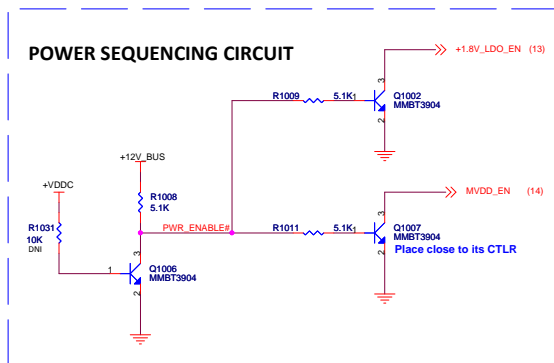 POWER SEQUENCING CIRCUIT
+1.8V_LDO_EN (13)
R1009 5.1K 1 3 2 Q1002
MMBT3904
+12V_BUS
+VDDC
R1008
5.1K
MVDD_EN (14)
R1031
10K
DNI
PWR_ENABLE#
R1011 5.1K 1 3 2 Q1007
MMBT3904
Place close to its CTLR
1 3 2 Q1006
MMBT3904